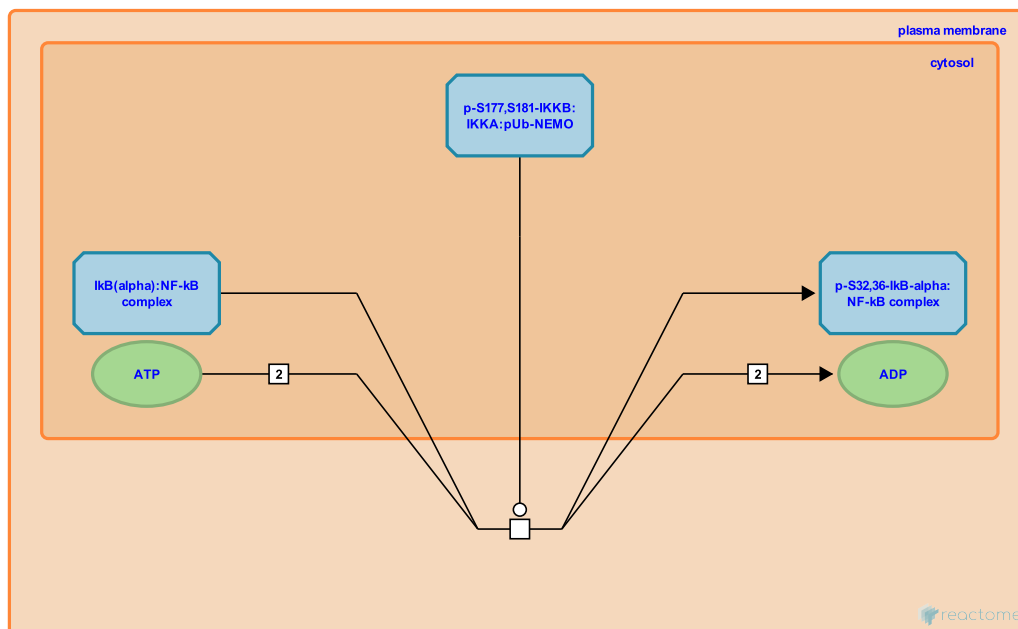 plasma membrane
cytosol
p-S177,S181-IKKB:
IKKA:pUb-NEMO
IkB(alpha):NF-kB
complex
p-S32,36-IkB-alpha:
NF-kB complex
ATP
2
2
ADP
reactome